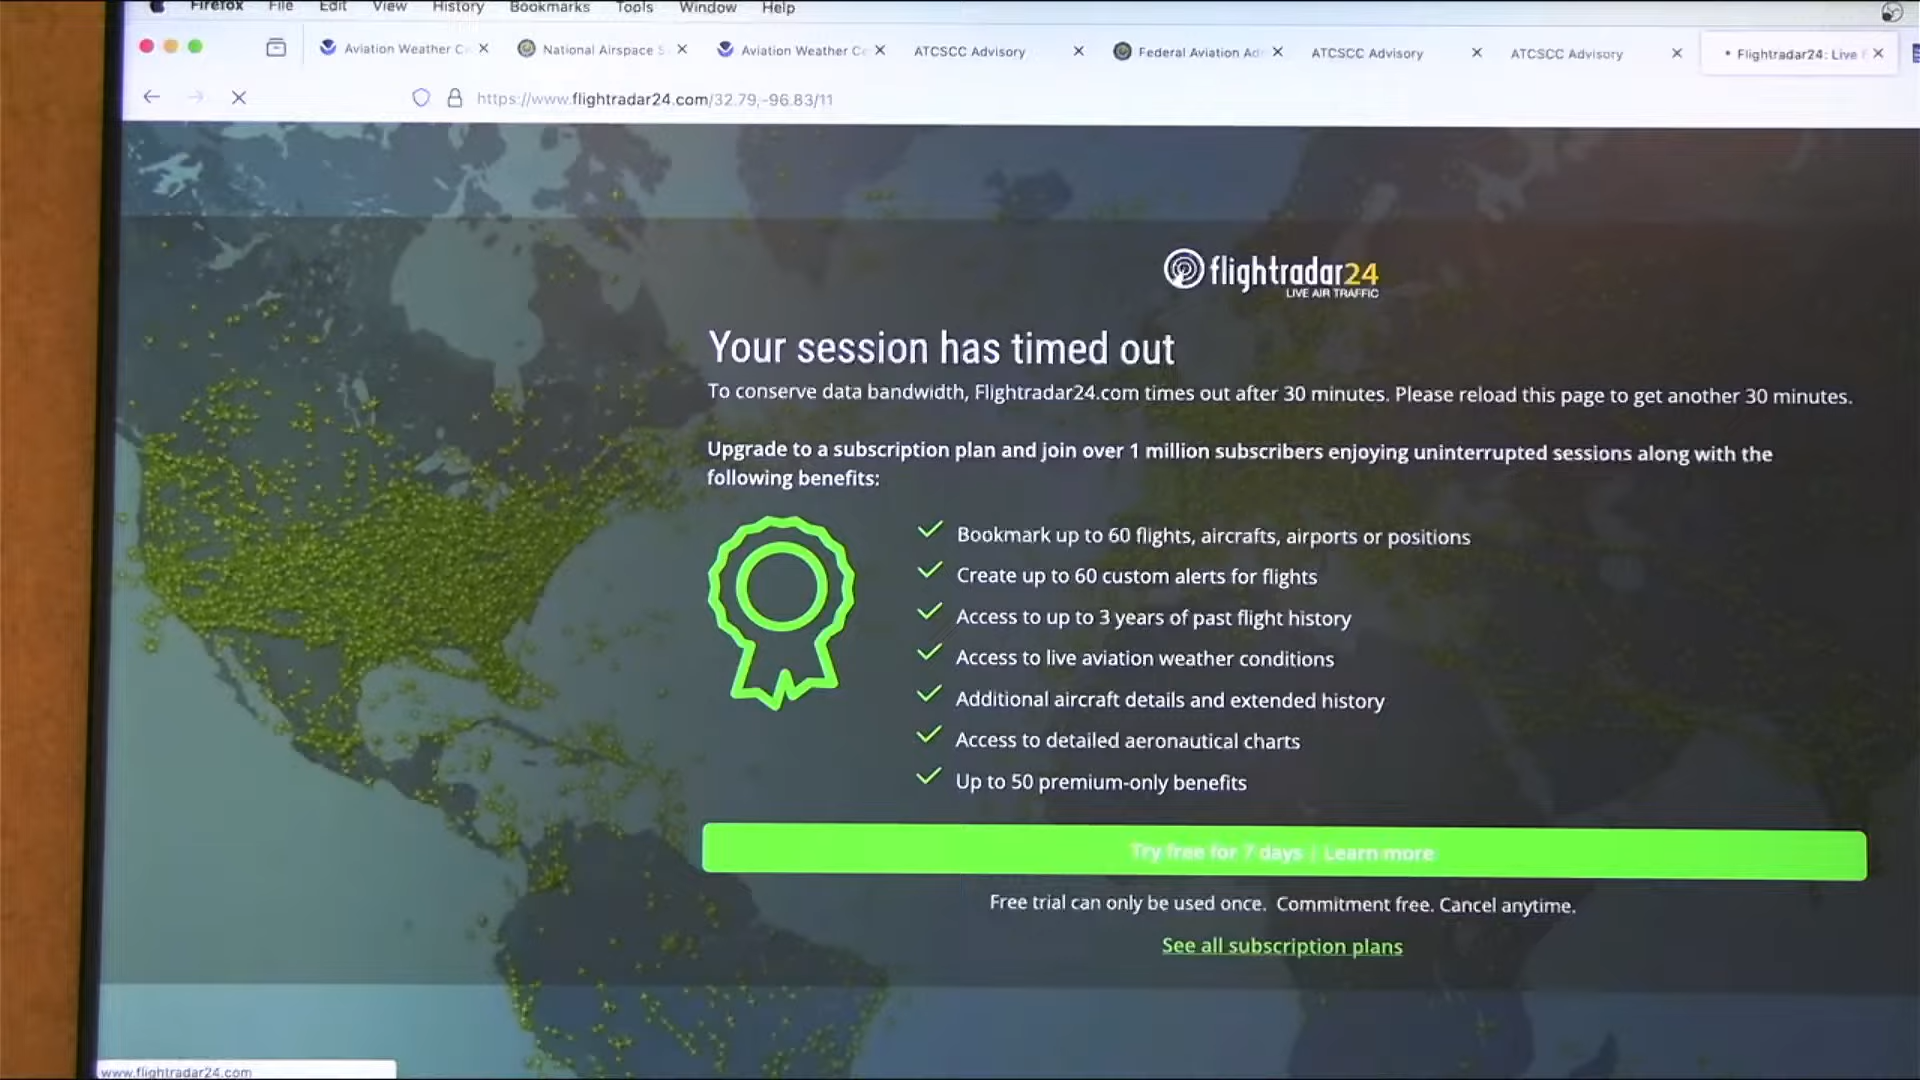 Firefox File Edit View History Bookmarks Tools Window Help
Aviation Weather Ce National Airspace S Aviation Weather Ce ATCSCC Advisory Federal Aviation Ad ATCSCC Advisory ATCSCC Advisory Flightradar24: Live
https://www.flightradar24.com/32.79,-96.83/11
flightradar24
LIVE AIR TRAFFIC
Your session has timed out
To conserve data bandwidth, Flightradar24.com times out after 30 minutes. Please reload this page to get another 30 minutes.
Upgrade to a subscription plan and join over 1 million subscribers enjoying uninterrupted sessions along with the
following benefits:
Bookmark up to 60 flights, aircrafts, airports or positions
Create up to 60 custom alerts for flights
Access to up to 3 years of past flight history
Access to live aviation weather conditions
Additional aircraft details and extended history
Access to detailed aeronautical charts
Up to 50 premium-only benefits
Try free for 7 days | Learn more
Free trial can only be used once. Commitment free. Cancel anytime.
See all subscription plans
www.flightradar24.com